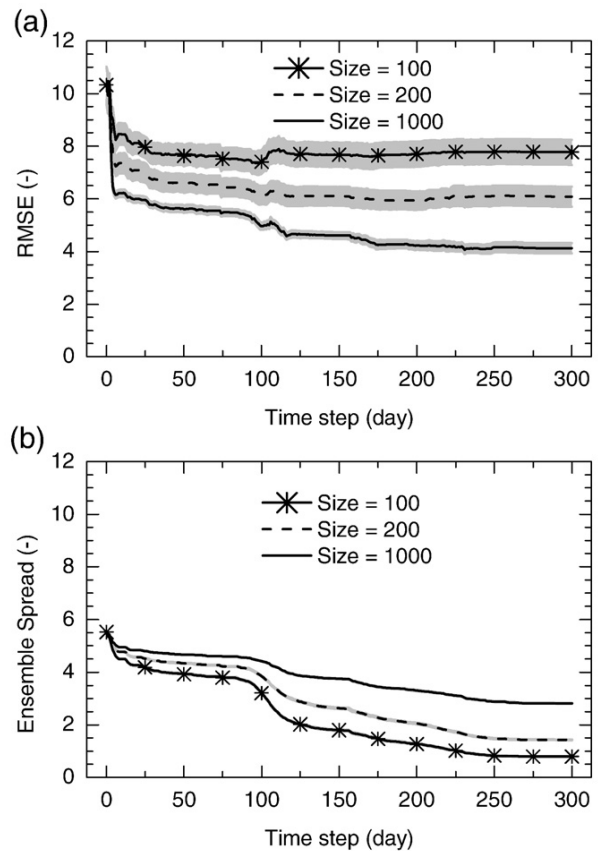 (a)
12
10
8
6
4
2
0
RMSE (-)
Size = 100
Size = 200
Size = 1000
0 50 100 150 200 250 300
Time step (day)
(b)
12
10
8
6
4
2
0
Ensemble Spread (-)
Size = 100
Size = 200
Size = 1000
0 50 100 150 200 250 300
Time step (day)